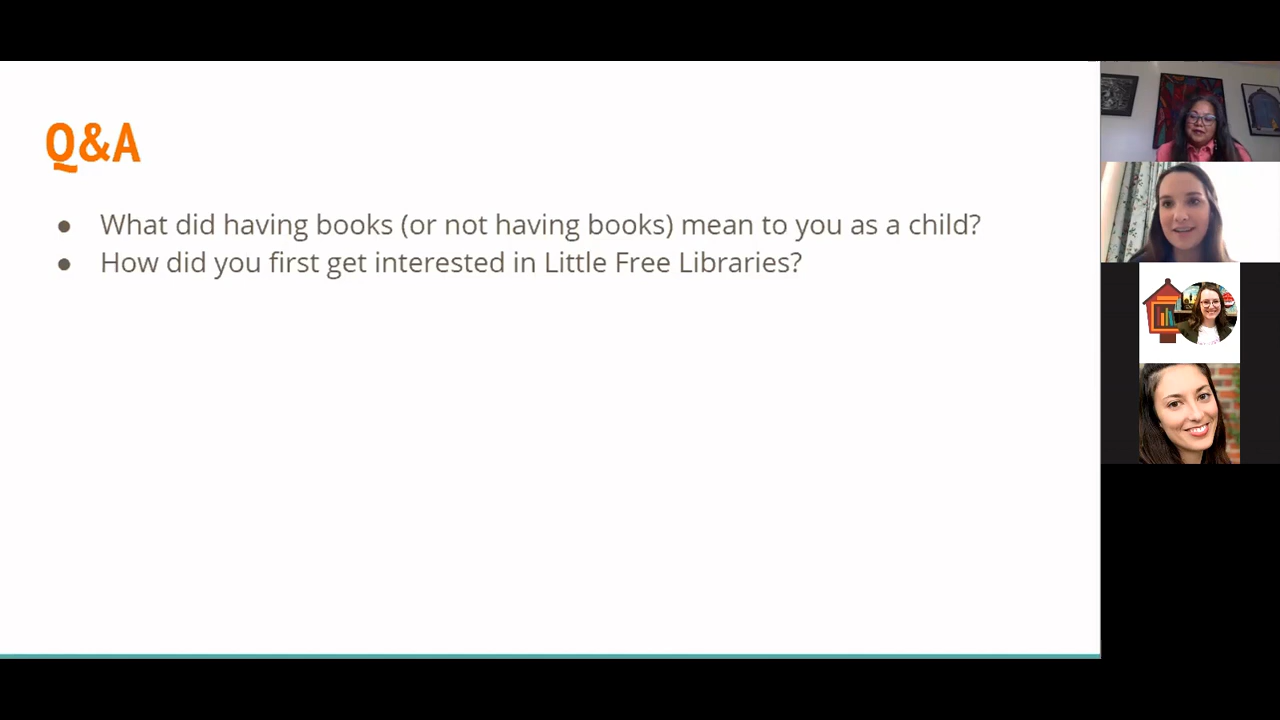 Q&A
● What did having books (or not having books) mean to you as a child?
● How did you first get interested in Little Free Libraries?